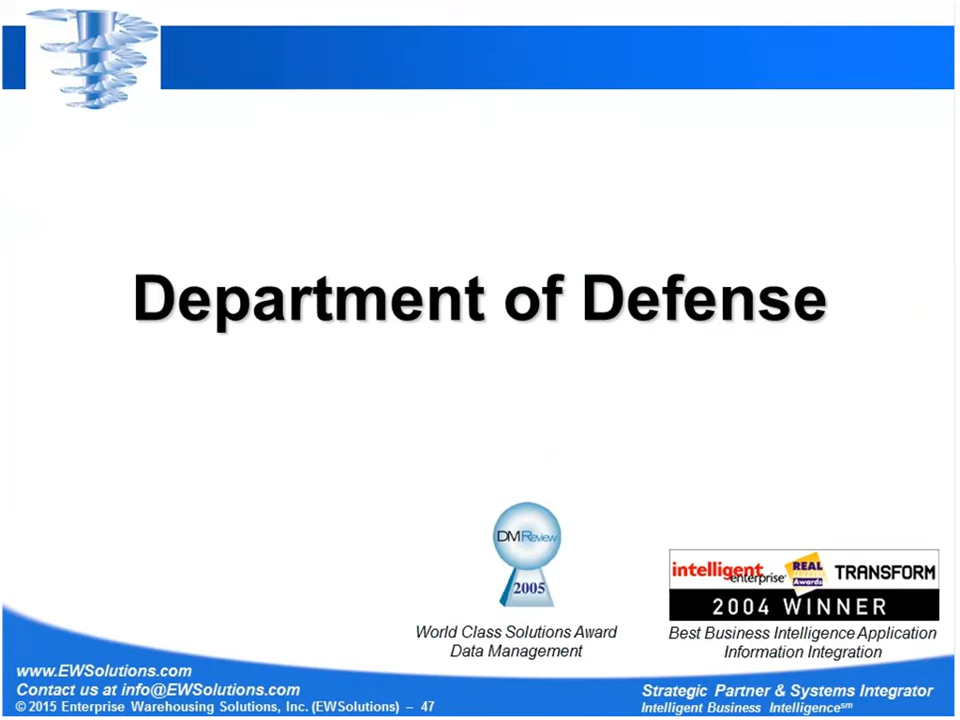 Department of Defense
DMReview
2005
World Class Solutions Award
Data Management
intelligent enterprise REAL Awards TRANSFORM
2004 WINNER
Best Business Intelligence Application
Information Integration
www.EWSolutions.com
Contact us at info@EWSolutions.com
© 2015 Enterprise Warehousing Solutions, Inc. (EWSolutions) – 47
Strategic Partner & Systems Integrator
Intelligent Business Intelligence℠